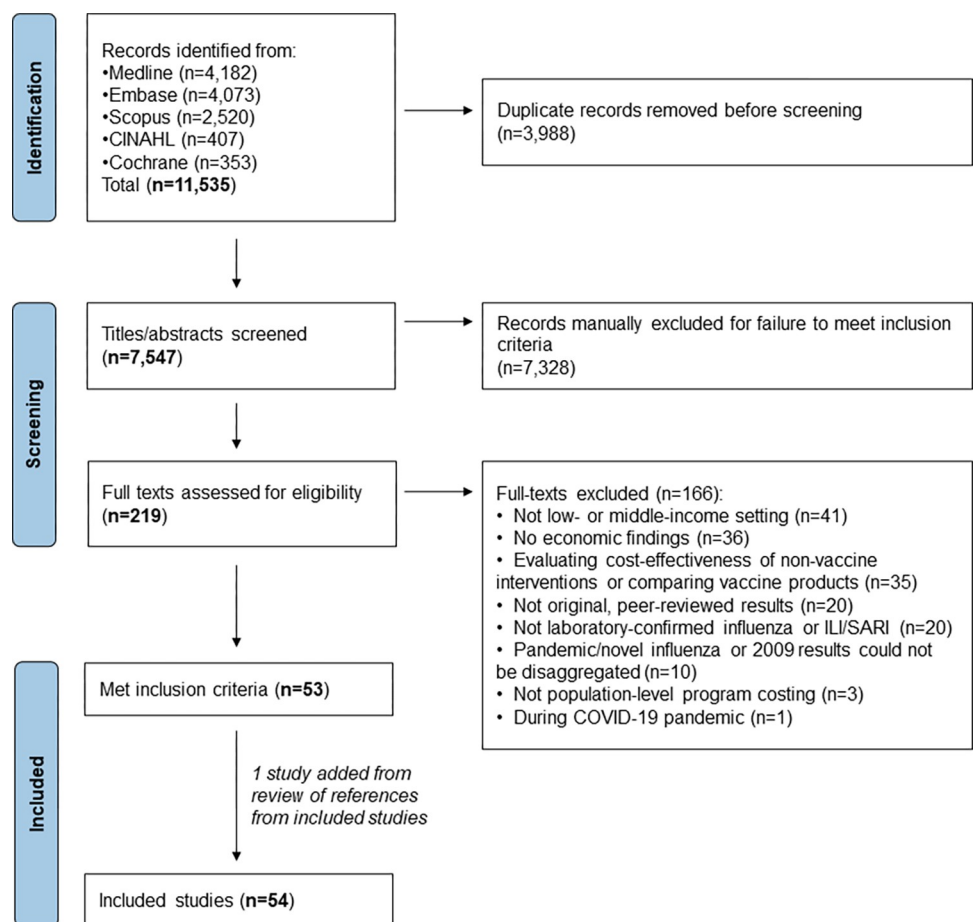 Identification
Records identified from:
•Medline (n=4,182)
•Embase (n=4,073)
•Scopus (n=2,520)
•CINAHL (n=407)
•Cochrane (n=353)
Total (n=11,535)
Duplicate records removed before screening
(n=3,988)
Screening
Titles/abstracts screened
(n=7,547)
Records manually excluded for failure to meet inclusion
criteria
(n=7,328)
Full texts assessed for eligibility
(n=219)
Full-texts excluded (n=166):
• Not low- or middle-income setting (n=41)
• No economic findings (n=36)
• Evaluating cost-effectiveness of non-vaccine
interventions or comparing vaccine products (n=35)
• Not original, peer-reviewed results (n=20)
• Not laboratory-confirmed influenza or ILI/SARI (n=20)
• Pandemic/novel influenza or 2009 results could not
be disaggregated (n=10)
• Not population-level program costing (n=3)
• During COVID-19 pandemic (n=1)
Included
Met inclusion criteria (n=53)
1 study added from
review of references
from included studies
Included studies (n=54)